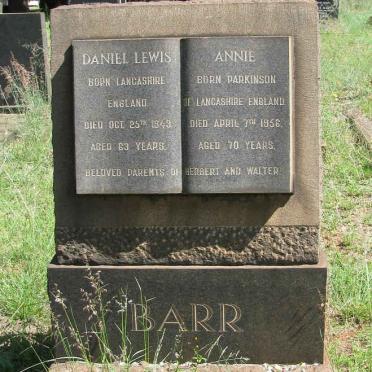 DANIEL LEWIS
BORN LANCASHIRE
ENGLAND
DIED OCT. 25TH 1949.
AGED 63 YEARS.
BELOVED PARENTS OF
ANNIE
BORN PARKINSON
OF LANCASHIRE ENGLAND
DIED APRIL 7TH 1956.
AGED 70 YEARS.
HERBERT AND WALTER
BARR